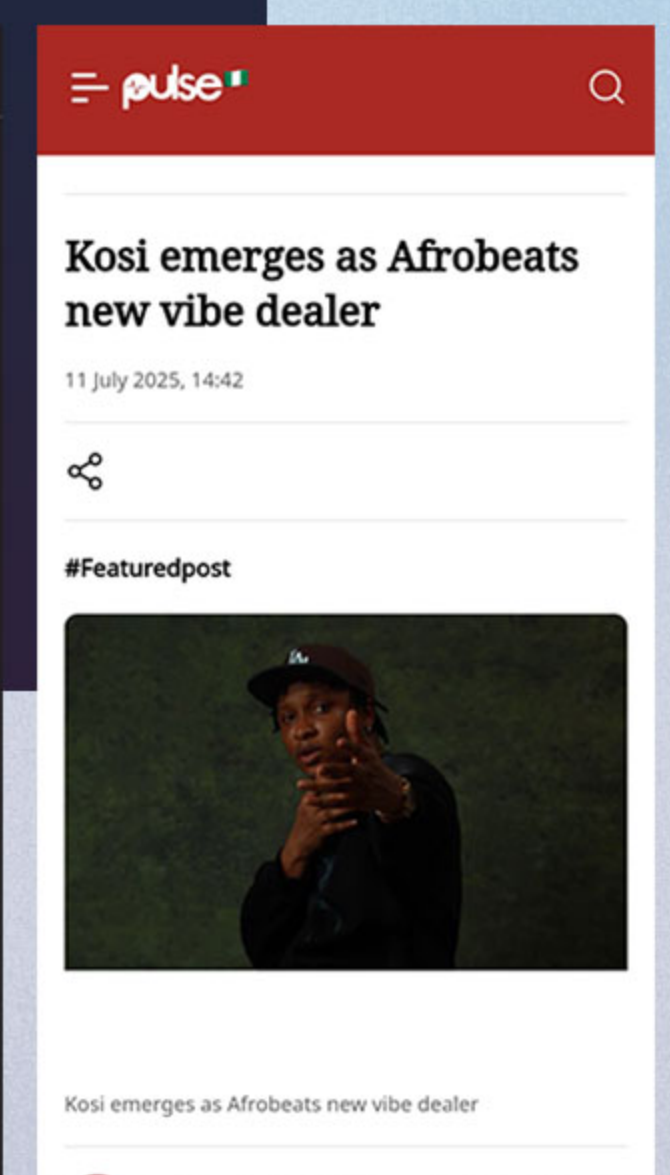 pulse
Kosi emerges as Afrobeats
new vibe dealer
11 July 2025, 14:42
#Featuredpost
LA
Kosi emerges as Afrobeats new vibe dealer